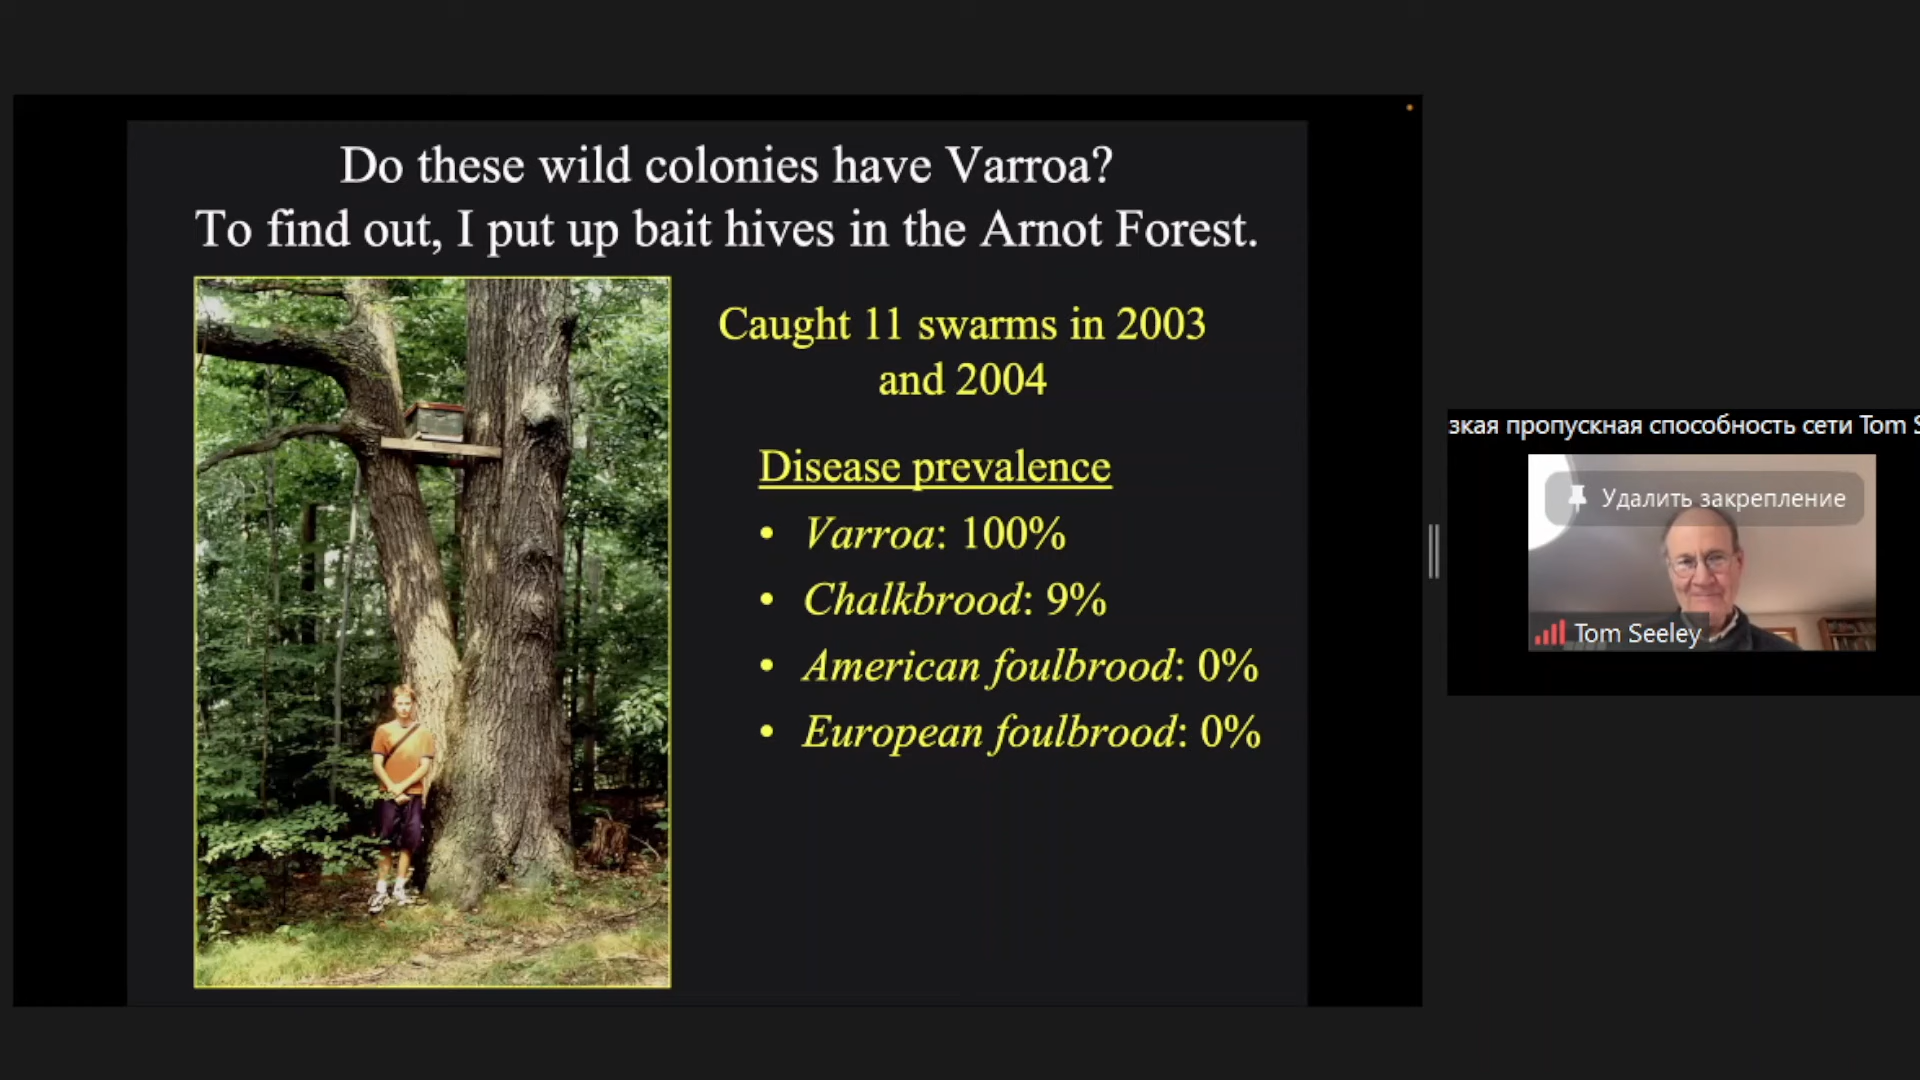 Do these wild colonies have Varroa?
To find out, I put up bait hives in the Arnot Forest.
Caught 11 swarms in 2003
and 2004
Disease prevalence
• Varroa: 100%
• Chalkbrood: 9%
• American foulbrood: 0%
• European foulbrood: 0%
зкая пропускная способность сети Tom S
Удалить закрепление
Tom Seeley